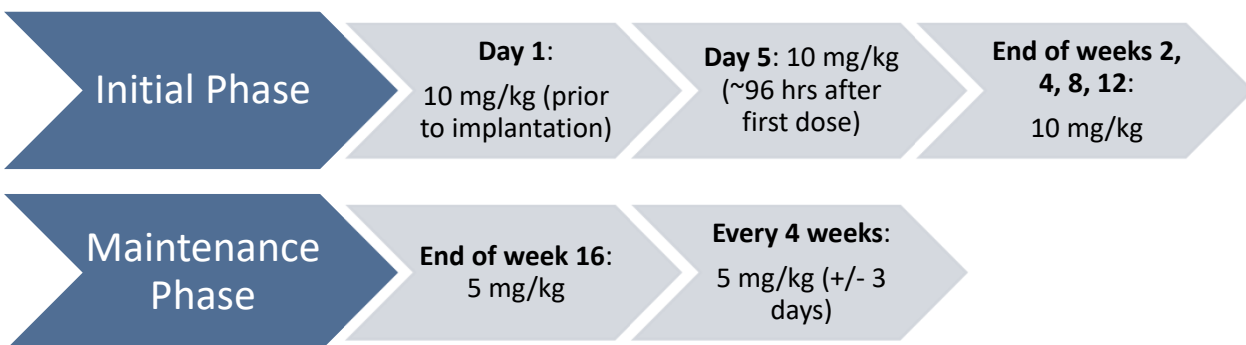 Initial Phase
Day 1:
10 mg/kg (prior
to implantation)
Day 5: 10 mg/kg
(~96 hrs after
first dose)
End of weeks 2,
4, 8, 12:
10 mg/kg
Maintenance
Phase
End of week 16:
5 mg/kg
Every 4 weeks:
5 mg/kg (+/- 3
days)